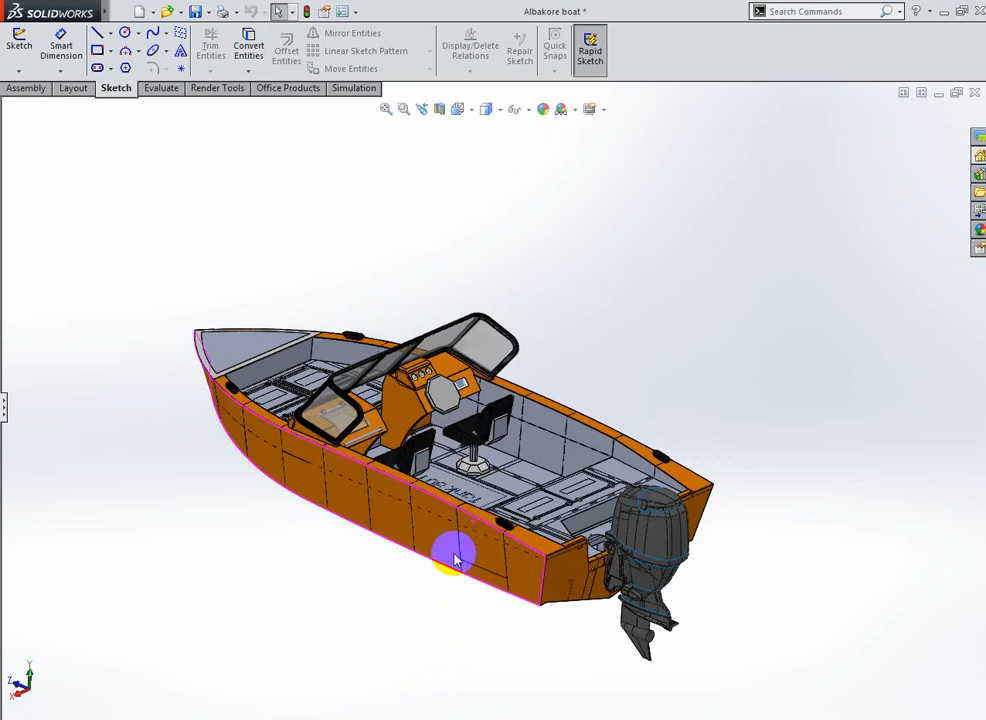 SOLIDWORKS
Albakore boat *
Search Commands
Sketch
Smart
Dimension
Trim
Entities
Convert
Entities
Offset
Entities
Mirror Entities
Linear Sketch Pattern
Move Entities
Display/Delete
Relations
Repair
Sketch
Quick
Snaps
Rapid
Sketch
Assembly
Layout
Sketch
Evaluate
Render Tools
Office Products
Simulation
Y
Z
X